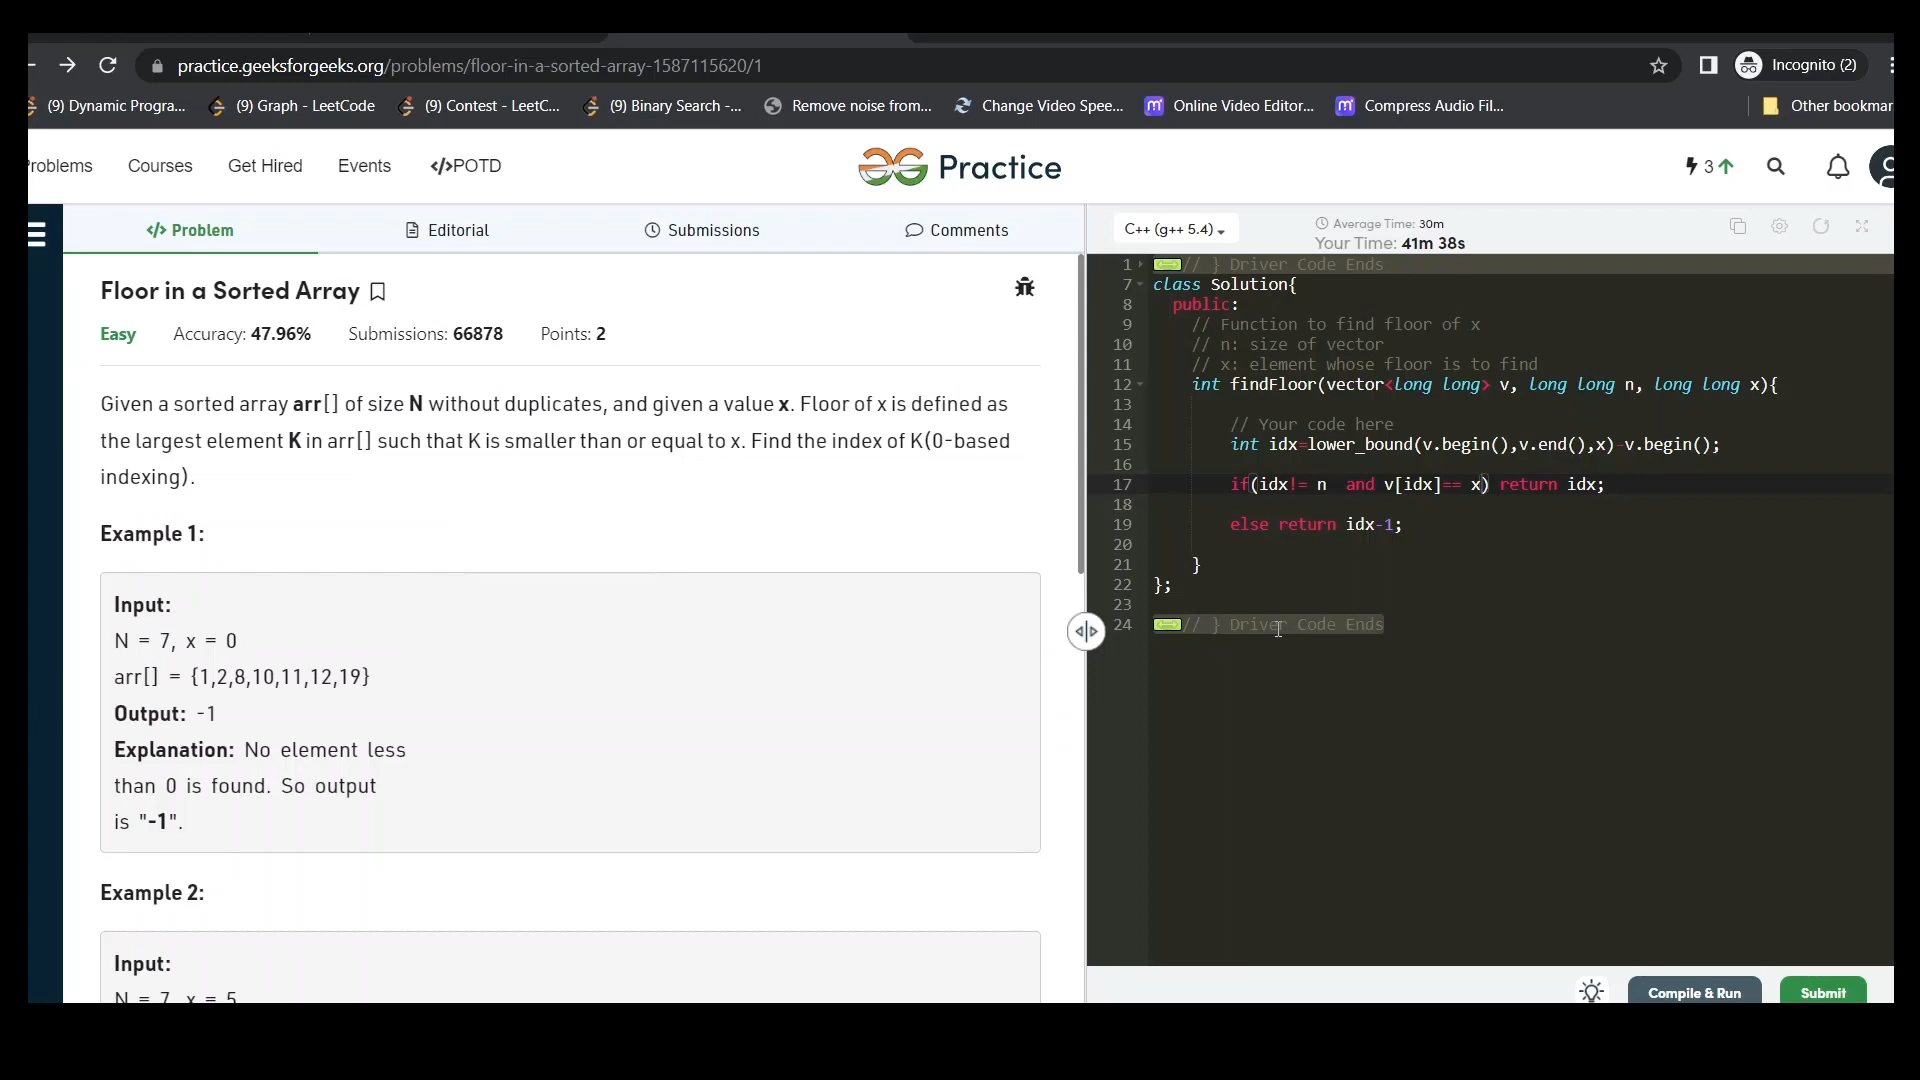 practice.geeksforgeeks.org/problems/floor-in-a-sorted-array-1587115620/1
Incognito (2)
(9) Dynamic Progra...
(9) Graph - LeetCode
(9) Contest - LeetC...
(9) Binary Search -...
Remove noise from...
Change Video Spee...
Online Video Editor...
Compress Audio Fil...
Other bookmar
roblems
Courses
Get Hired
Events
</>POTD
Practice
3
</> Problem
Editorial
Submissions
Comments
C++ (g++ 5.4)
Average Time: 30m
Your Time: 41m 38s
Floor in a Sorted Array
Easy Accuracy: 47.96% Submissions: 66878 Points: 2
Given a sorted array arr[] of size N without duplicates, and given a value x. Floor of x is defined as
the largest element K in arr[] such that K is smaller than or equal to x. Find the index of K(0-based
indexing).
Example 1:
Input:
N = 7, x = 0
arr[] = {1,2,8,10,11,12,19}
Output: -1
Explanation: No element less
than 0 is found. So output
is "-1".
Example 2:
Input:
N = 7, x = 5
1 // } Driver Code Ends
7 class Solution{
8 public:
9 // Function to find floor of x
10 // n: size of vector
11 // x: element whose floor is to find
12 int findFloor(vector<long long> v, long long n, long long x){
13
14 // Your code here
15 int idx=lower_bound(v.begin(),v.end(),x)-v.begin();
16
17 if(idx!= n  and v[idx]== x) return idx;
18
19 else return idx-1;
20
21 }
22 };
23
24 // } Driver Code Ends
Compile & Run
Submit